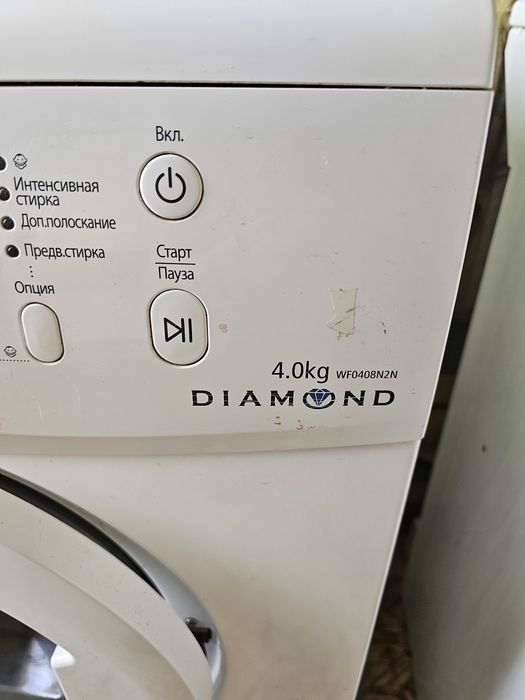 Вкл.
Интенсивная
стирка
Доп.полоскание
Предв.стирка
Опция
Старт
Пауза
4.0kg WF0408N2N
DIAMOND